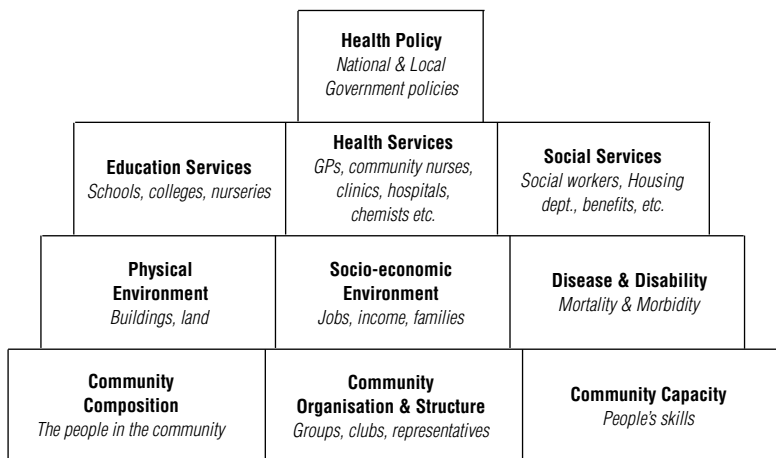 Health Policy
National & Local
Government policies
Education Services
Schools, colleges, nurseries
Health Services
GPs, community nurses,
clinics, hospitals,
chemists etc.
Social Services
Social workers, Housing
dept., benefits, etc.
Physical
Environment
Buildings, land
Socio-economic
Environment
Jobs, income, families
Disease & Disability
Mortality & Morbidity
Community
Composition
The people in the community
Community
Organisation & Structure
Groups, clubs, representatives
Community Capacity
People’s skills